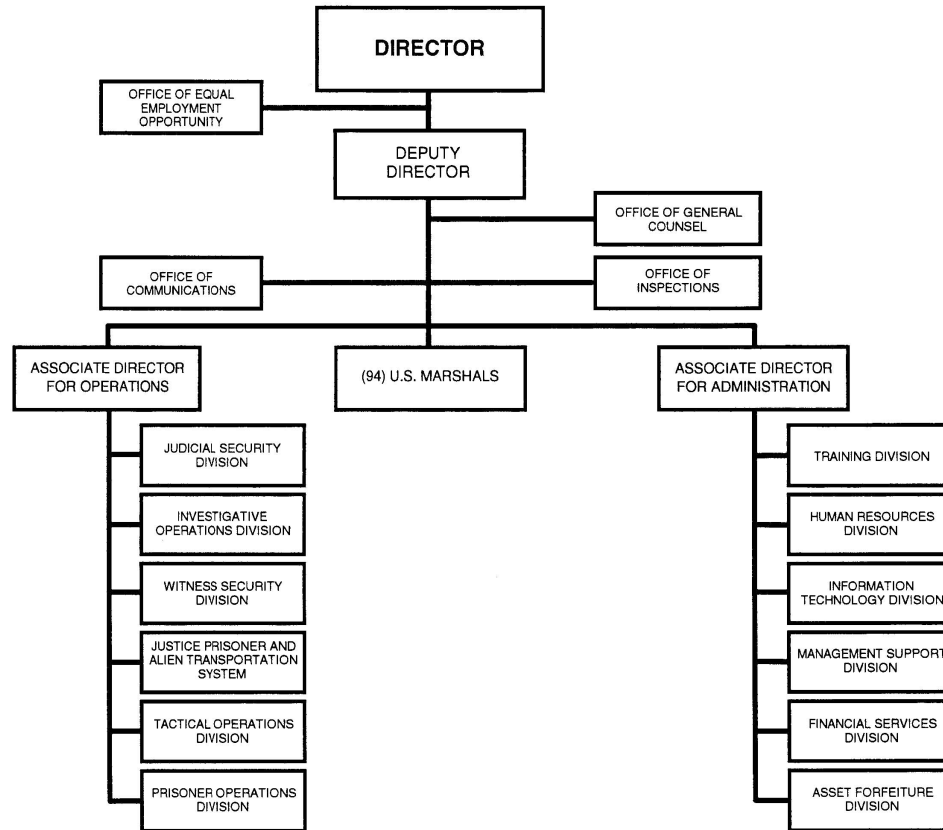 DIRECTOR
OFFICE OF EQUAL
EMPLOYMENT
OPPORTUNITY
DEPUTY
DIRECTOR
OFFICE OF GENERAL
COUNSEL
OFFICE OF
COMMUNICATIONS
OFFICE OF
INSPECTIONS
ASSOCIATE DIRECTOR
FOR OPERATIONS
(94) U.S. MARSHALS
ASSOCIATE DIRECTOR
FOR ADMINISTRATION
JUDICIAL SECURITY
DIVISION
INVESTIGATIVE
OPERATIONS DIVISION
WITNESS SECURITY
DIVISION
JUSTICE PRISONER AND
ALIEN TRANSPORTATION
SYSTEM
TACTICAL OPERATIONS
DIVISION
PRISONER OPERATIONS
DIVISION
TRAINING DIVISION
HUMAN RESOURCES
DIVISION
INFORMATION
TECHNOLOGY DIVISION
MANAGEMENT SUPPORT
DIVISION
FINANCIAL SERVICES
DIVISION
ASSET FORFEITURE
DIVISION